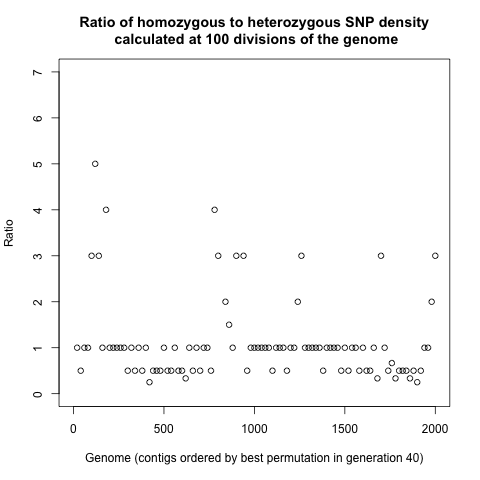 Ratio of homozygous to heterozygous SNP density
calculated at 100 divisions of the genome
Ratio
7
6
5
4
3
2
1
0
0 500 1000 1500 2000
Genome (contigs ordered by best permutation in generation 40)